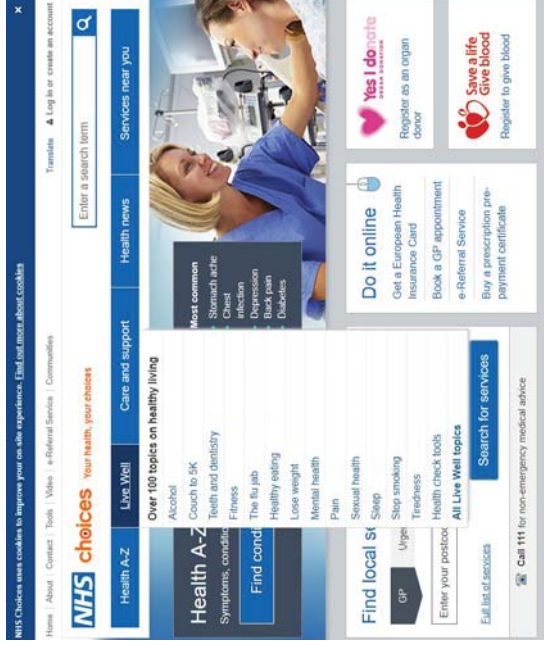 NHS Choices uses cookies to improve your on-site experience. Find out more about cookies ×
Home | About | Contact | Tools | Video | e-Referral Service | Communities
Translate Log in or create an account
NHS choices Your health, your choices
Enter a search term
Health A-Z Live Well Care and support Health news Services near you
Over 100 topics on healthy living
Alcohol
Couch to 5K
Teeth and dentistry
Fitness
The flu jab
Healthy eating
Lose weight
Mental health
Pain
Sexual health
Sleep
Stop smoking
Tiredness
Health check tools
All Live Well topics
Health A-Z
Symptoms, conditio
Find condi
Most common
Stomach ache
Chest
infection
Depression
Back pain
Diabetes
Find local se
GP Urge
Enter your postcod
Full list of services
Search for services
Call 111 for non-emergency medical advice
Do it online
Get a European Health
Insurance Card
Book a GP appointment
e-Referral Service
Buy a prescription pre-
payment certificate
Yes I donate
ORGAN DONATION
Register as an organ
donor
Save a life
Give blood
Register to give blood